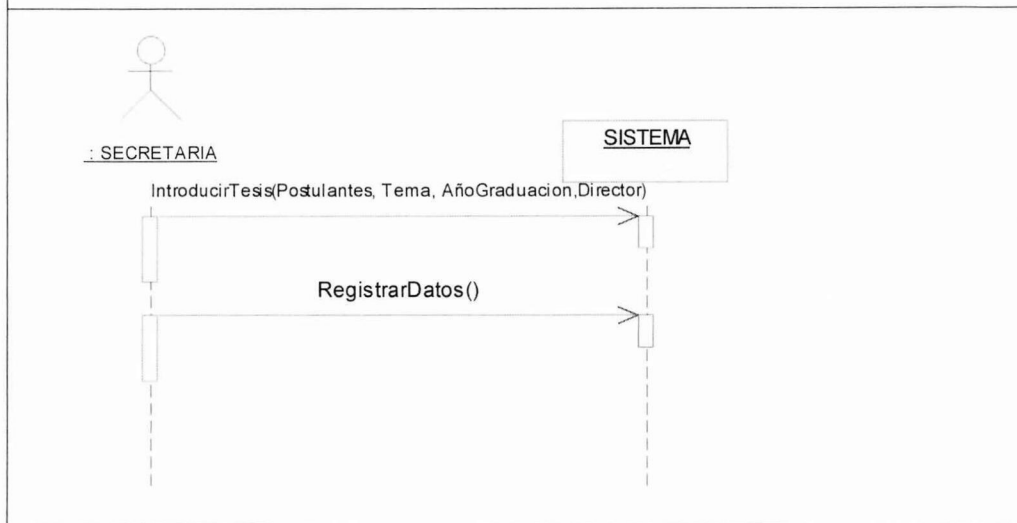 : SECRETARIA
SISTEMA
IntroducirTesis(Postulantes, Tema, AñoGraduacion,Director)
RegistrarDatos()